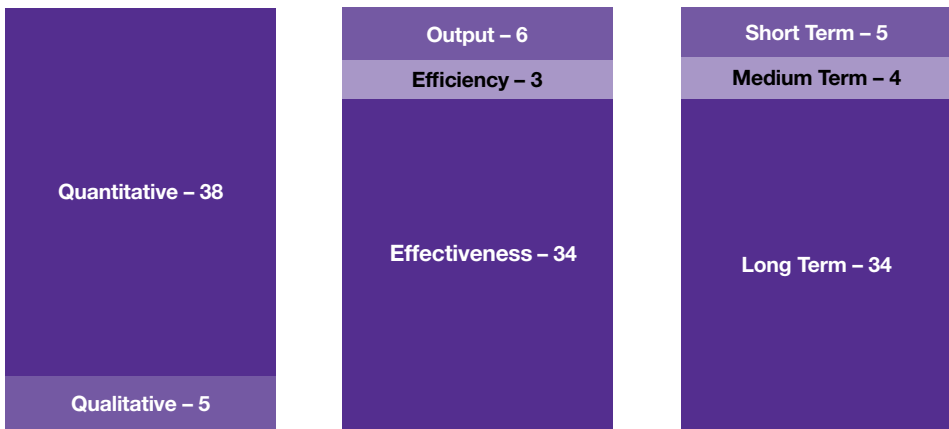 Quantitative – 38
Qualitative – 5
Output – 6
Efficiency – 3
Effectiveness – 34
Short Term – 5
Medium Term – 4
Long Term – 34